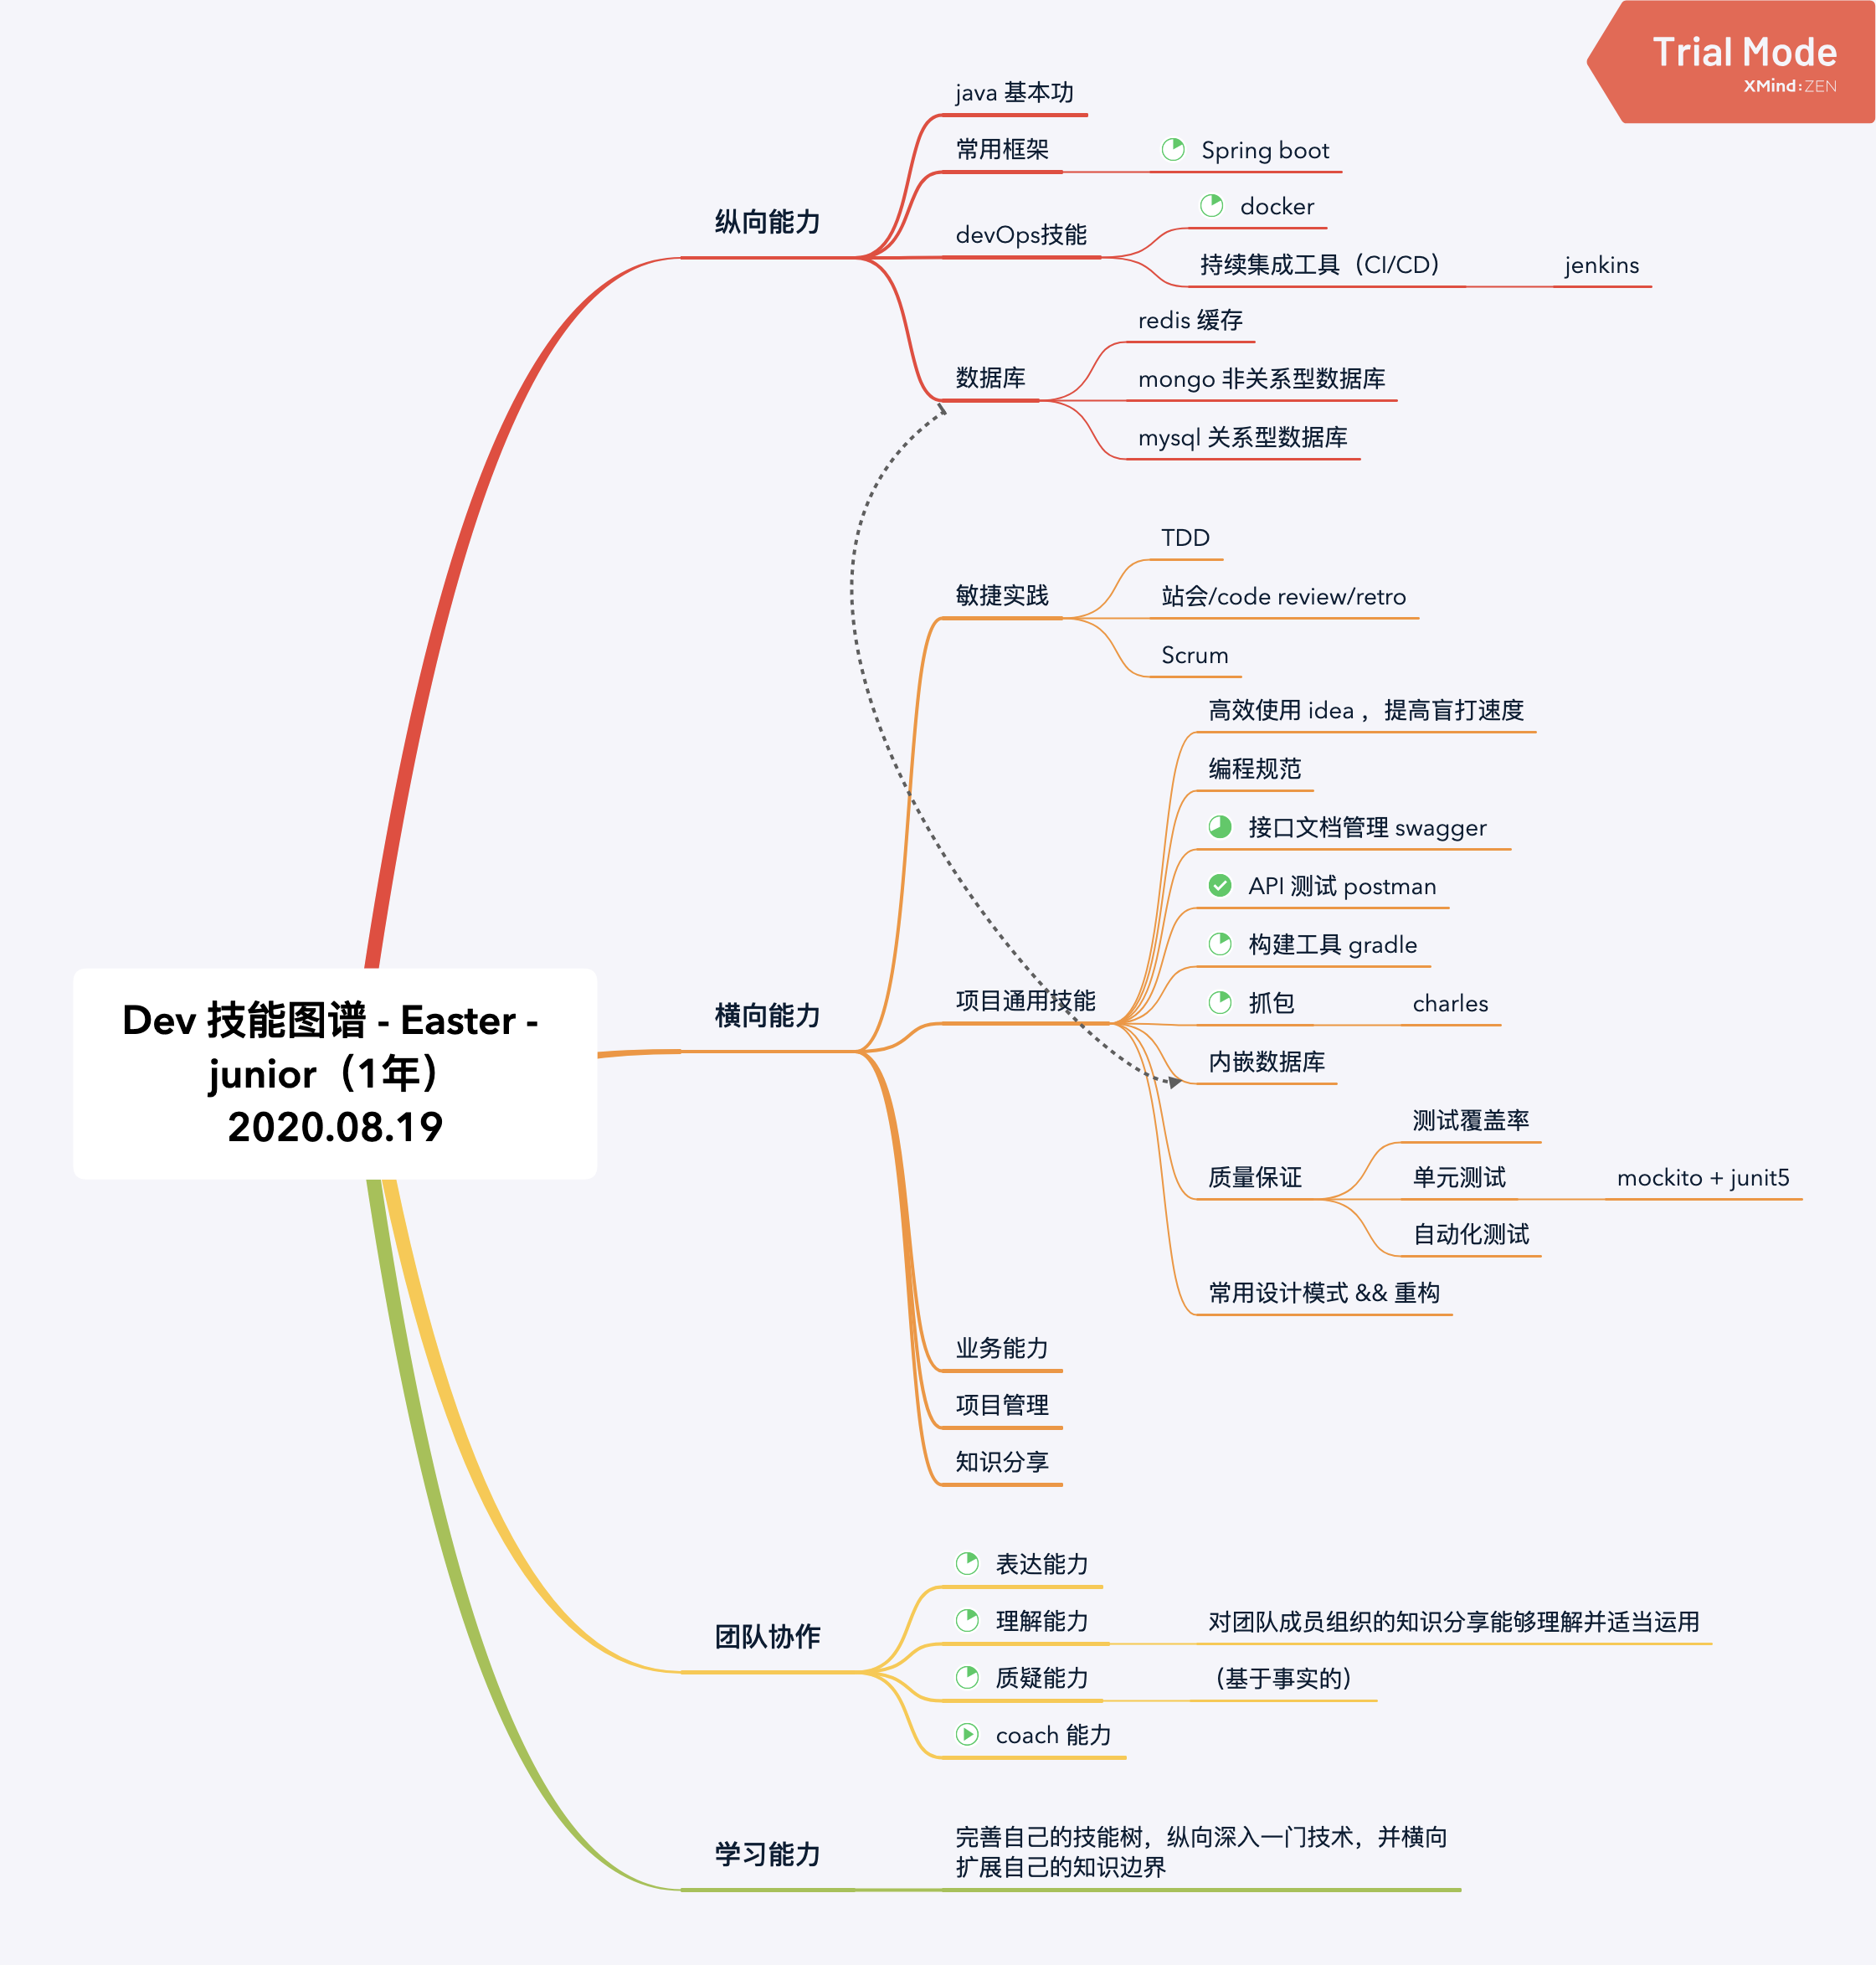 Trial Mode
XMind:ZEN
java 基本功
常用框架
Spring boot
纵向能力
devOps技能
docker
持续集成工具（CI/CD）
jenkins
数据库
redis 缓存
mongo 非关系型数据库
mysql 关系型数据库
敏捷实践
TDD
站会/code review/retro
Scrum
Dev 技能图谱 - Easter -
junior（1年）
2020.08.19
横向能力
项目通用技能
高效使用 idea ，提高盲打速度
编程规范
接口文档管理 swagger
API 测试 postman
构建工具 gradle
抓包
charles
内嵌数据库
质量保证
测试覆盖率
单元测试
mockito + junit5
自动化测试
常用设计模式 && 重构
业务能力
项目管理
知识分享
团队协作
表达能力
理解能力
对团队成员组织的知识分享能够理解并适当运用
质疑能力
（基于事实的）
coach 能力
学习能力
完善自己的技能树，纵向深入一门技术，并横向
扩展自己的知识边界